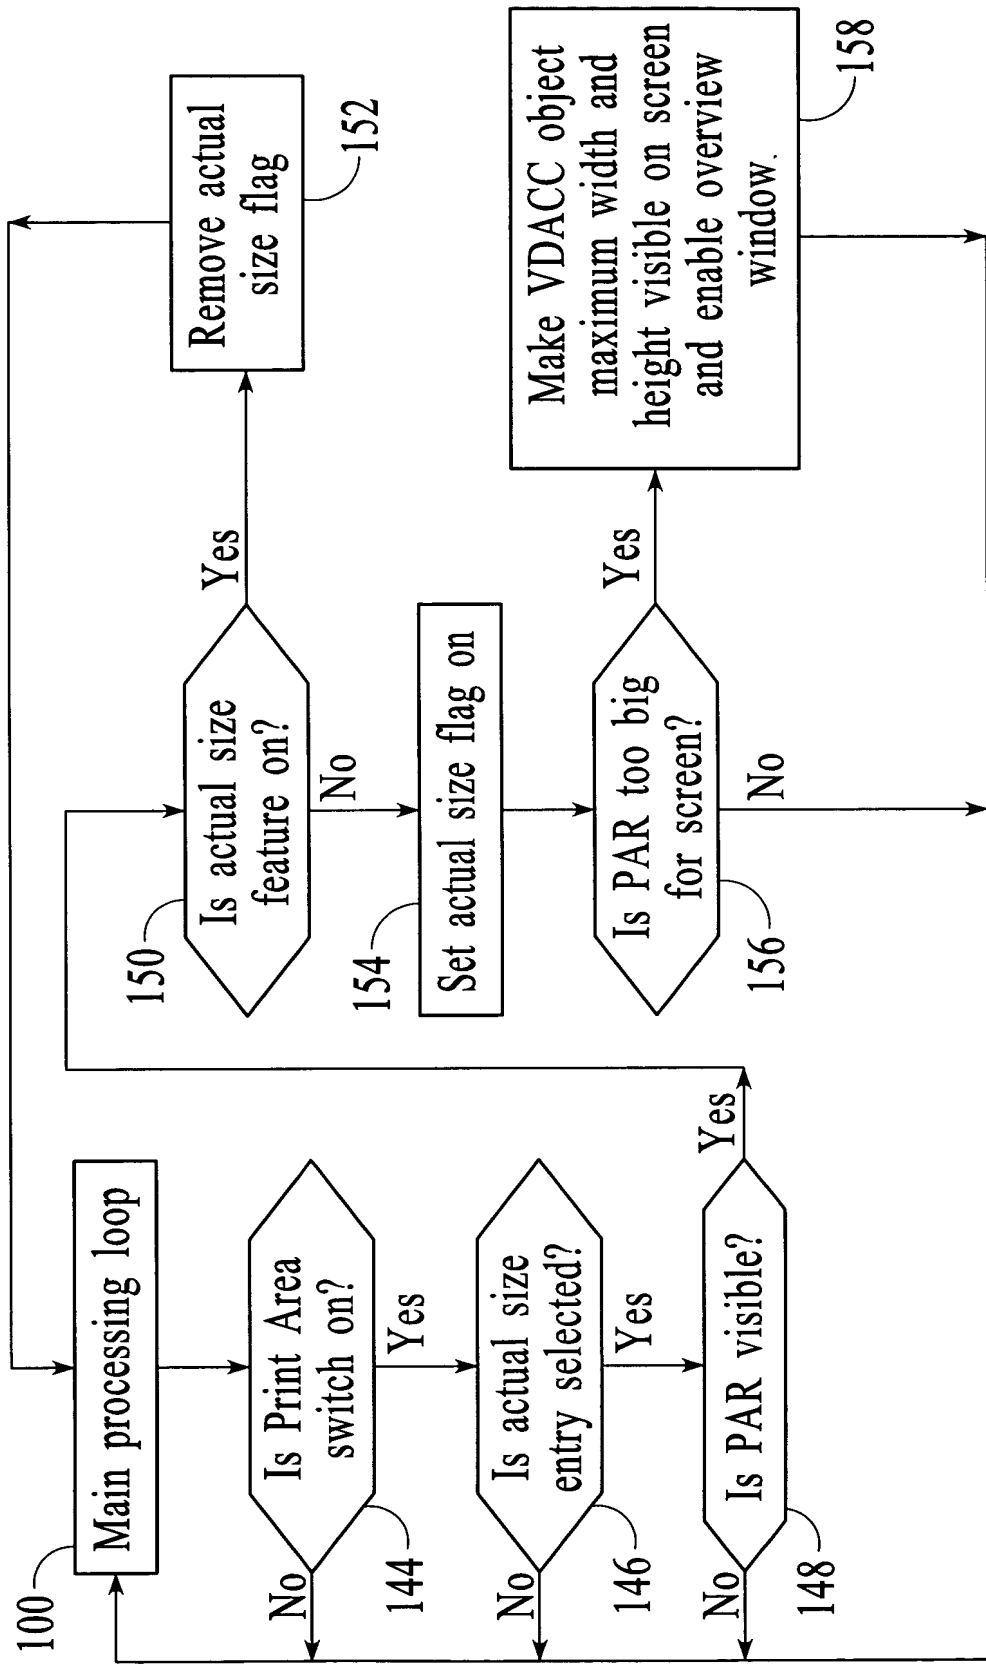 100
Main processing loop
Is Print Area
switch on?
144
No
Yes
Is actual size
entry selected?
146
No
Yes
Is PAR visible?
148
No
Yes
150
Is actual size
feature on?
Yes
No
Remove actual
size flag
152
154
Set actual size flag on
Is PAR too big
for screen?
156
Yes
No
Make VDACC object
maximum width and
height visible on screen
and enable overview
window.
158